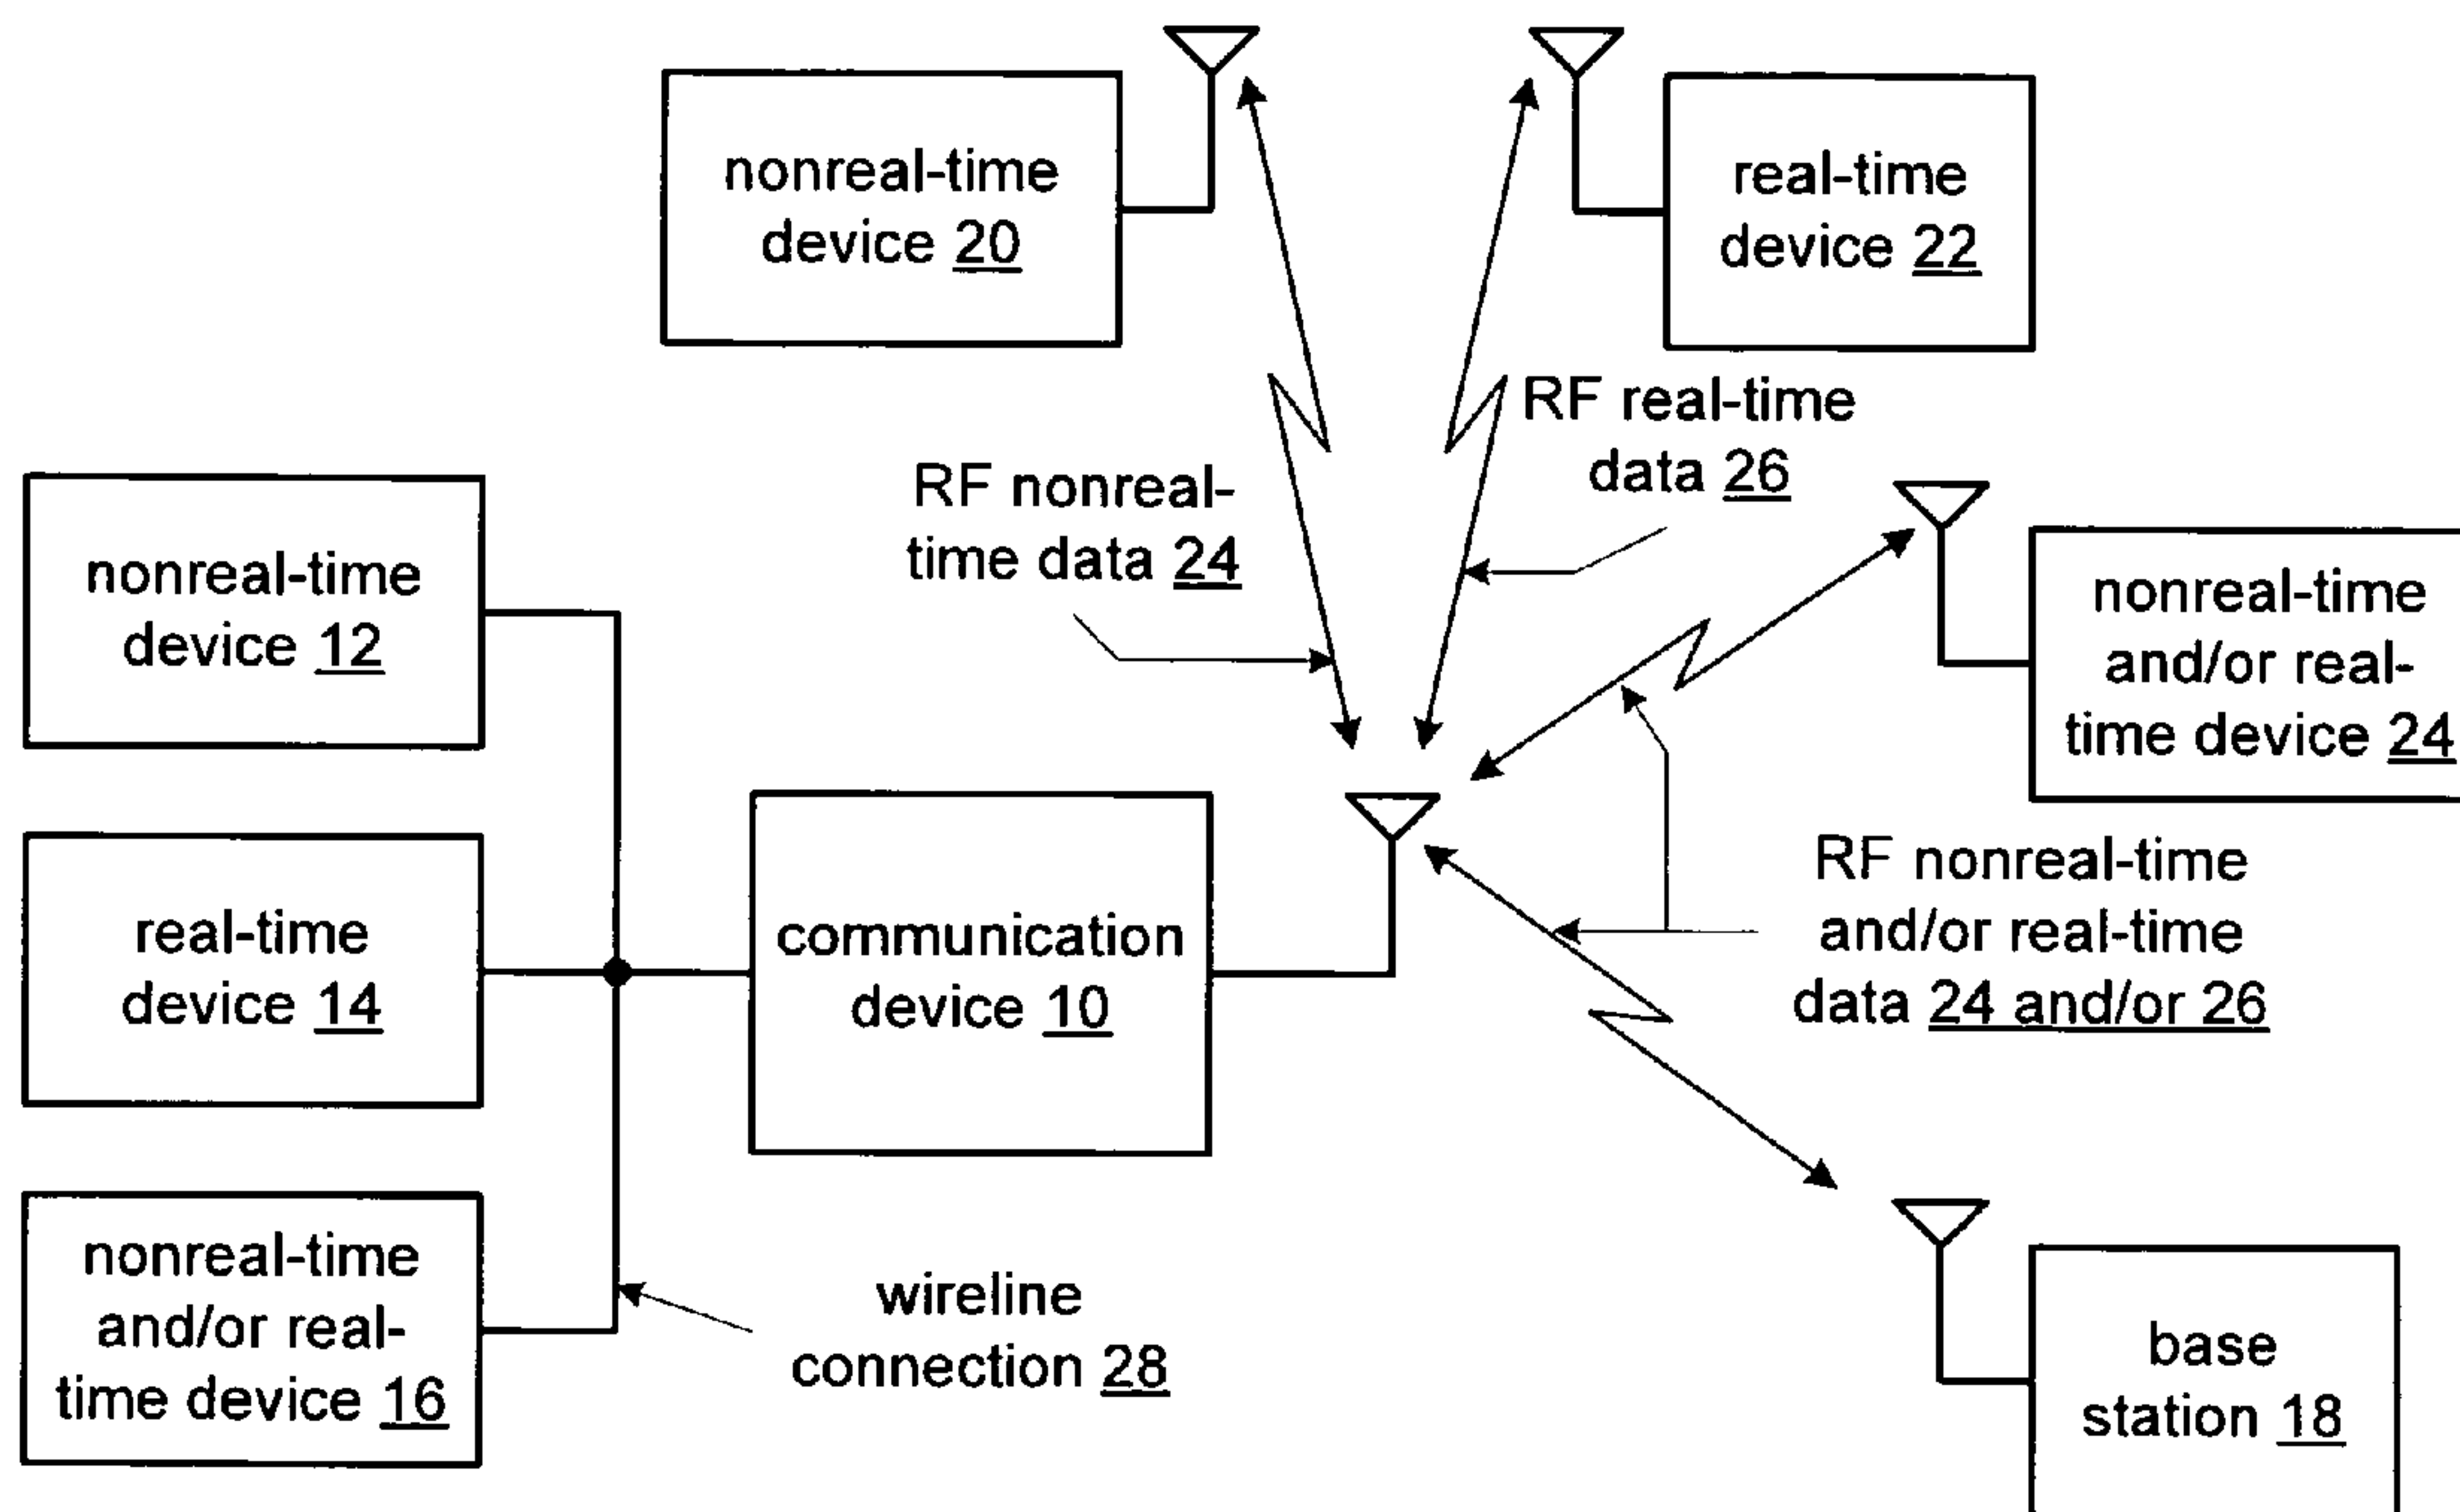 nonreal-time
device 20
real-time
device 22
RF real-time
data 26
RF nonreal-
time data 24
nonreal-time
device 12
nonreal-time
and/or real-
time device 24
real-time
device 14
communication
device 10
RF nonreal-time
and/or real-time
data 24 and/or 26
nonreal-time
and/or real-
time device 16
wireline
connection 28
base
station 18